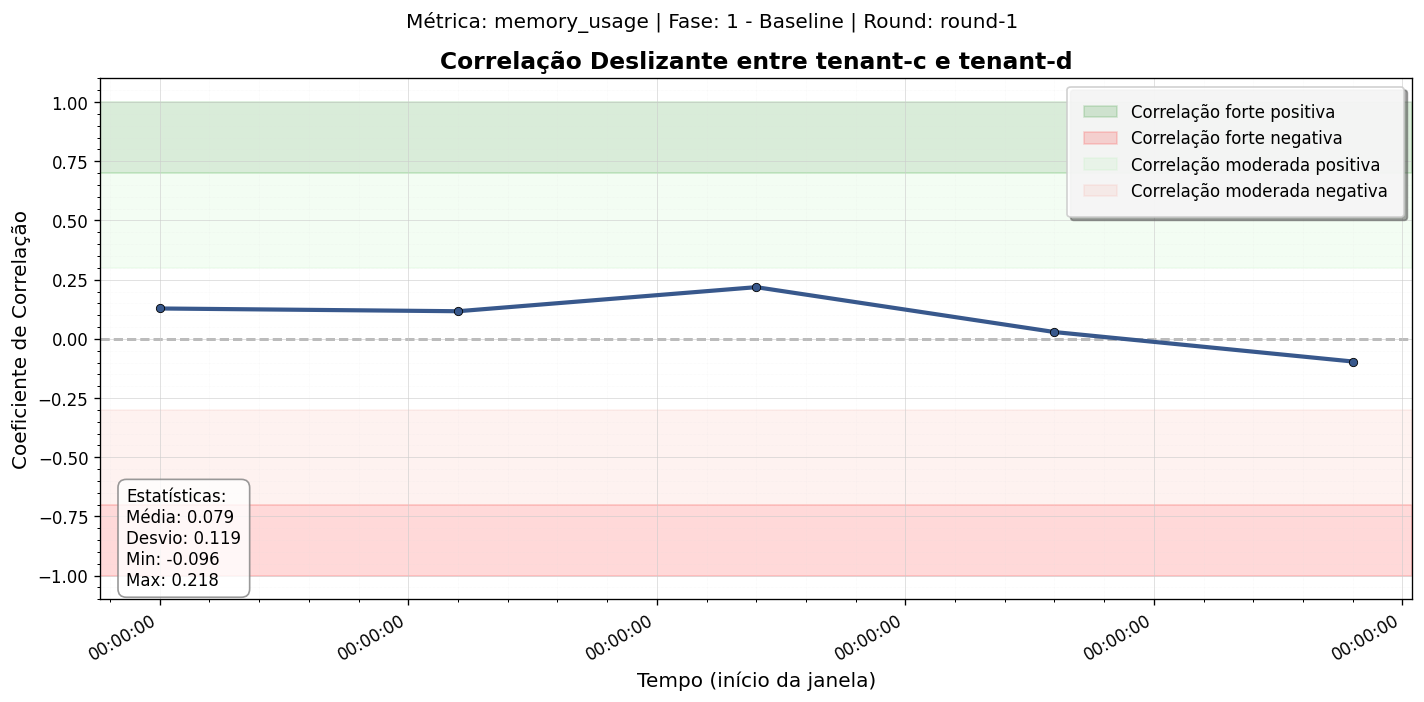 Métrica: memory_usage | Fase: 1 - Baseline | Round: round-1
Correlação Deslizante entre tenant-c e tenant-d
Coeficiente de Correlação
1.00
0.75
0.50
0.25
0.00
−0.25
−0.50
−0.75
−1.00
Correlação forte positiva
Correlação forte negativa
Correlação moderada positiva
Correlação moderada negativa
Estatísticas:
Média: 0.079
Desvio: 0.119
Min: -0.096
Max: 0.218
00:00:00
00:00:00
00:00:00
00:00:00
00:00:00
00:00:00
Tempo (início da janela)